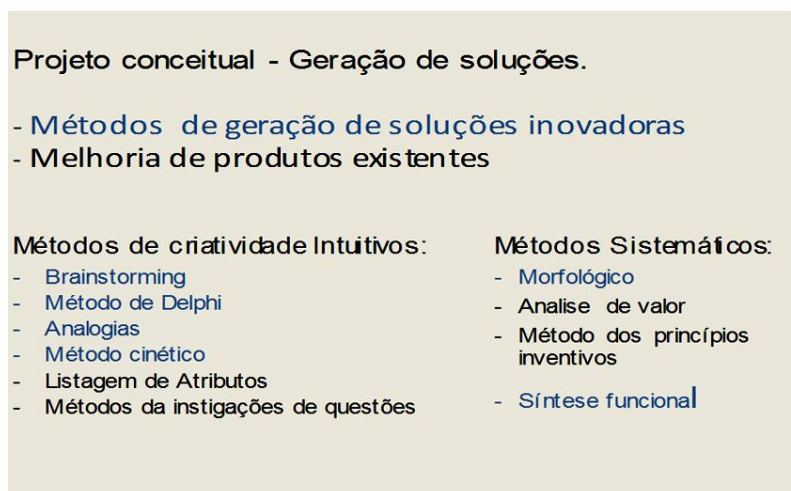 Projeto conceitual - Geração de soluções.
- Métodos de geração de soluções inovadoras
- Melhoria de produtos existentes
Métodos de criatividade Intuitivos:
- Brainstorming
- Método de Delphi
- Analogias
- Método cinético
- Listagem de Atributos
- Métodos da instigações de questões
Métodos Sistemáticos:
- Morfológico
- Analise de valor
- Método dos princípios
inventivos
- Síntese funcional